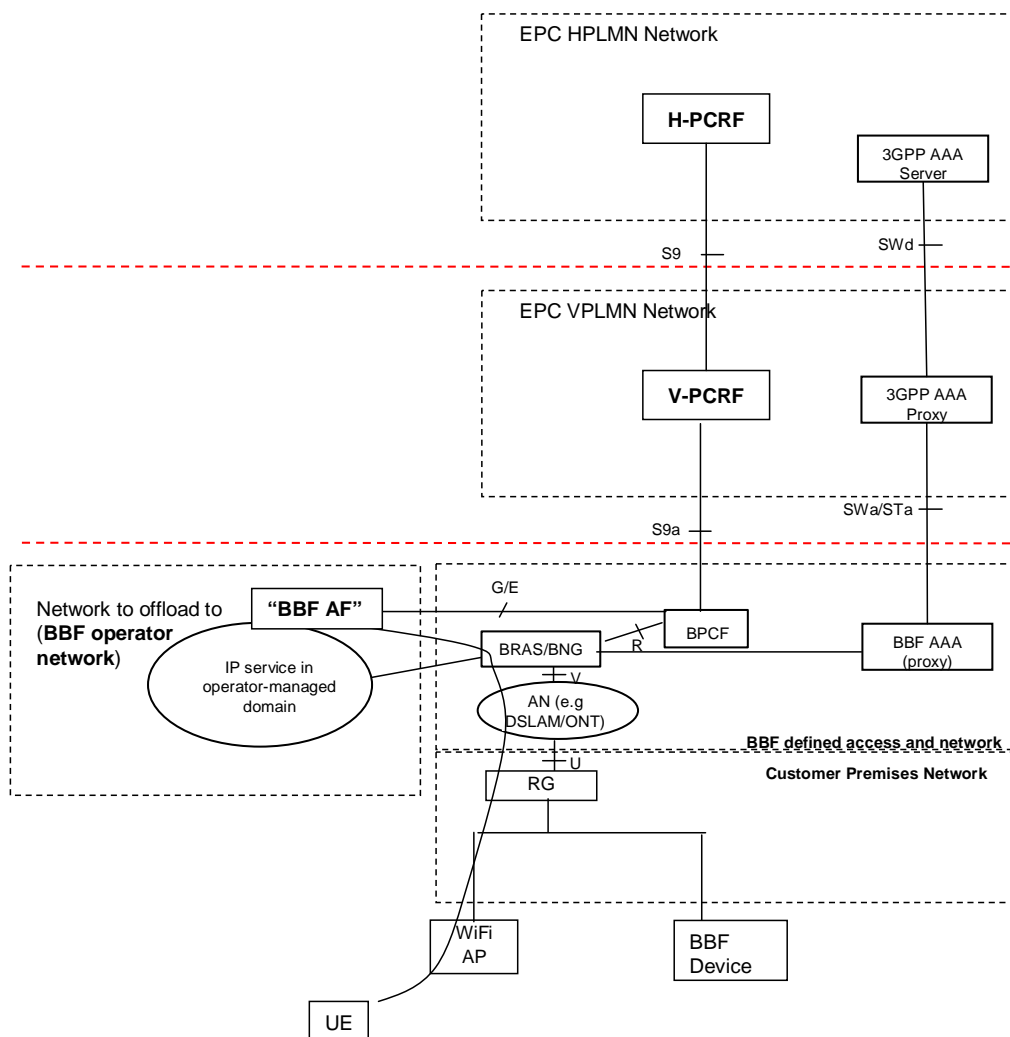 EPC HPLMN Network
H-PCRF
3GPP AAA
Server
S9
SWd
EPC VPLMN Network
V-PCRF
3GPP AAA
Proxy
SWa/STa
S9a
Network to offload to
(BBF operator
network)
“BBF AF”
G/E
BPCF
R
BRAS/BNG
BBF AAA
(proxy)
IP service in
operator-managed
domain
V
AN (e.g
DSLAM/ONT)
BBF defined access and network
U
Customer Premises Network
RG
WiFi
AP
BBF
Device
UE